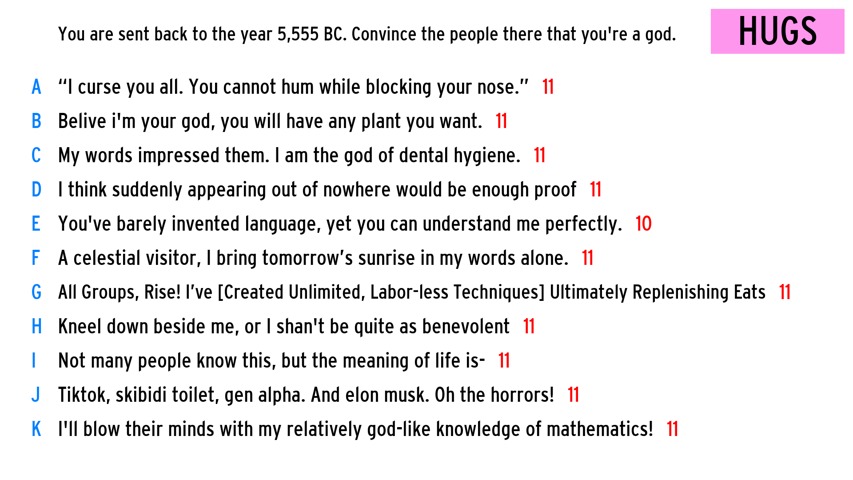 You are sent back to the year 5,555 BC. Convince the people there that you're a god.
HUGS
A “I curse you all. You cannot hum while blocking your nose.” 11
B Belive i'm your god, you will have any plant you want. 11
C My words impressed them. I am the god of dental hygiene. 11
D I think suddenly appearing out of nowhere would be enough proof 11
E You've barely invented language, yet you can understand me perfectly. 10
F A celestial visitor, I bring tomorrow’s sunrise in my words alone. 11
G All Groups, Rise! I’ve [Created Unlimited, Labor-less Techniques] Ultimately Replenishing Eats 11
H Kneel down beside me, or I shan't be quite as benevolent 11
I Not many people know this, but the meaning of life is- 11
J Tiktok, skibidi toilet, gen alpha. And elon musk. Oh the horrors! 11
K I'll blow their minds with my relatively god-like knowledge of mathematics! 11